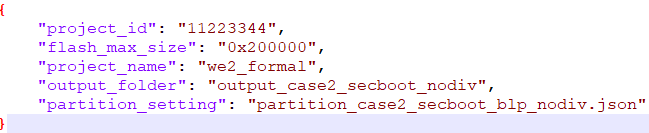 {
"project_id": "11223344",
"flash_max_size": "0x200000",
"project_name": "we2_formal",
"output_folder": "output_case2_secboot_nodiv",
"partition_setting": "partition_case2_secboot_blp_nodiv.json"
}